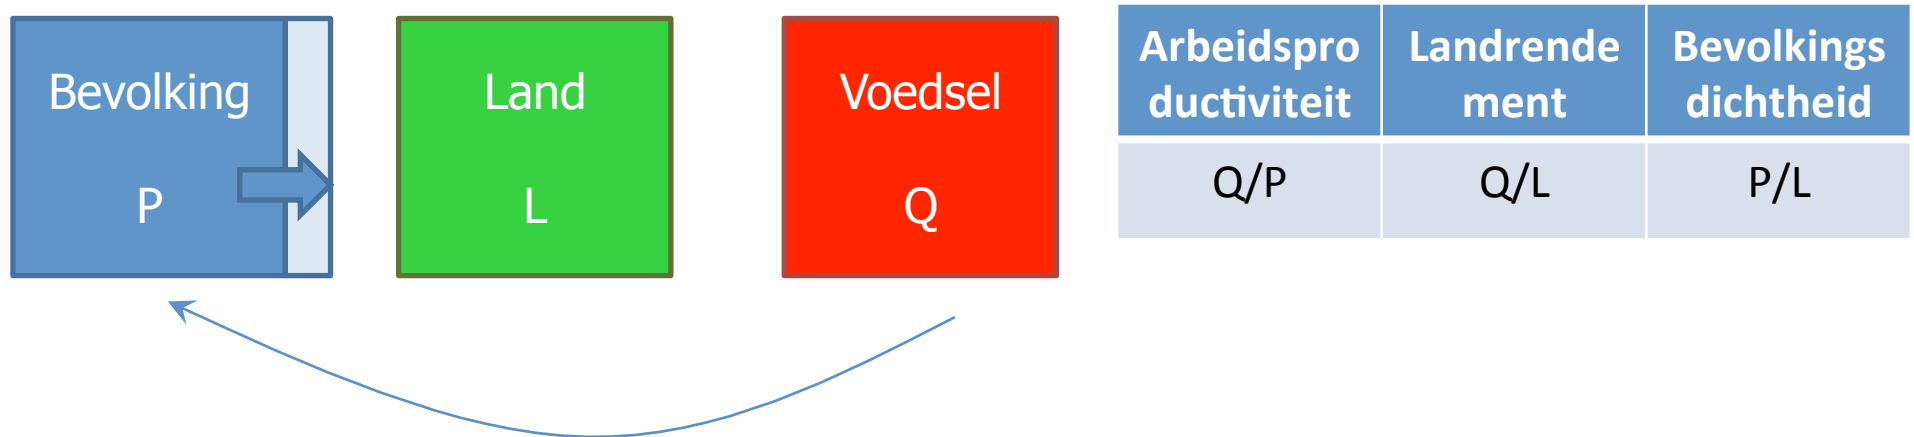 Bevolking
P
Land
L
Voedsel
Q
Arbeidspro
ductiviteit
Landrende
ment
Bevolkings
dichtheid
Q/P
Q/L
P/L